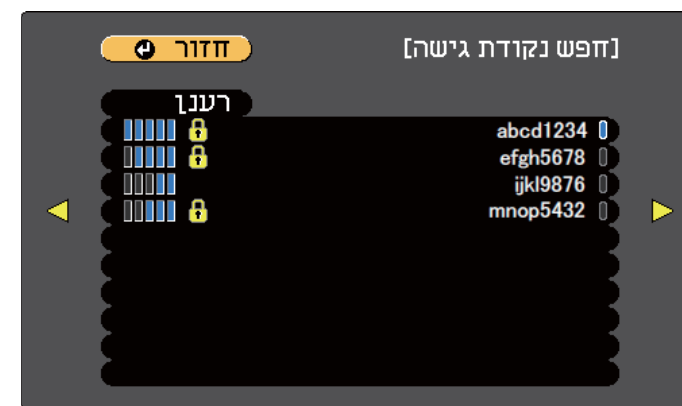 [חפש נקודת גישה]
חזור
רענן
abcd1234
efgh5678
ijkl9876
mnop5432